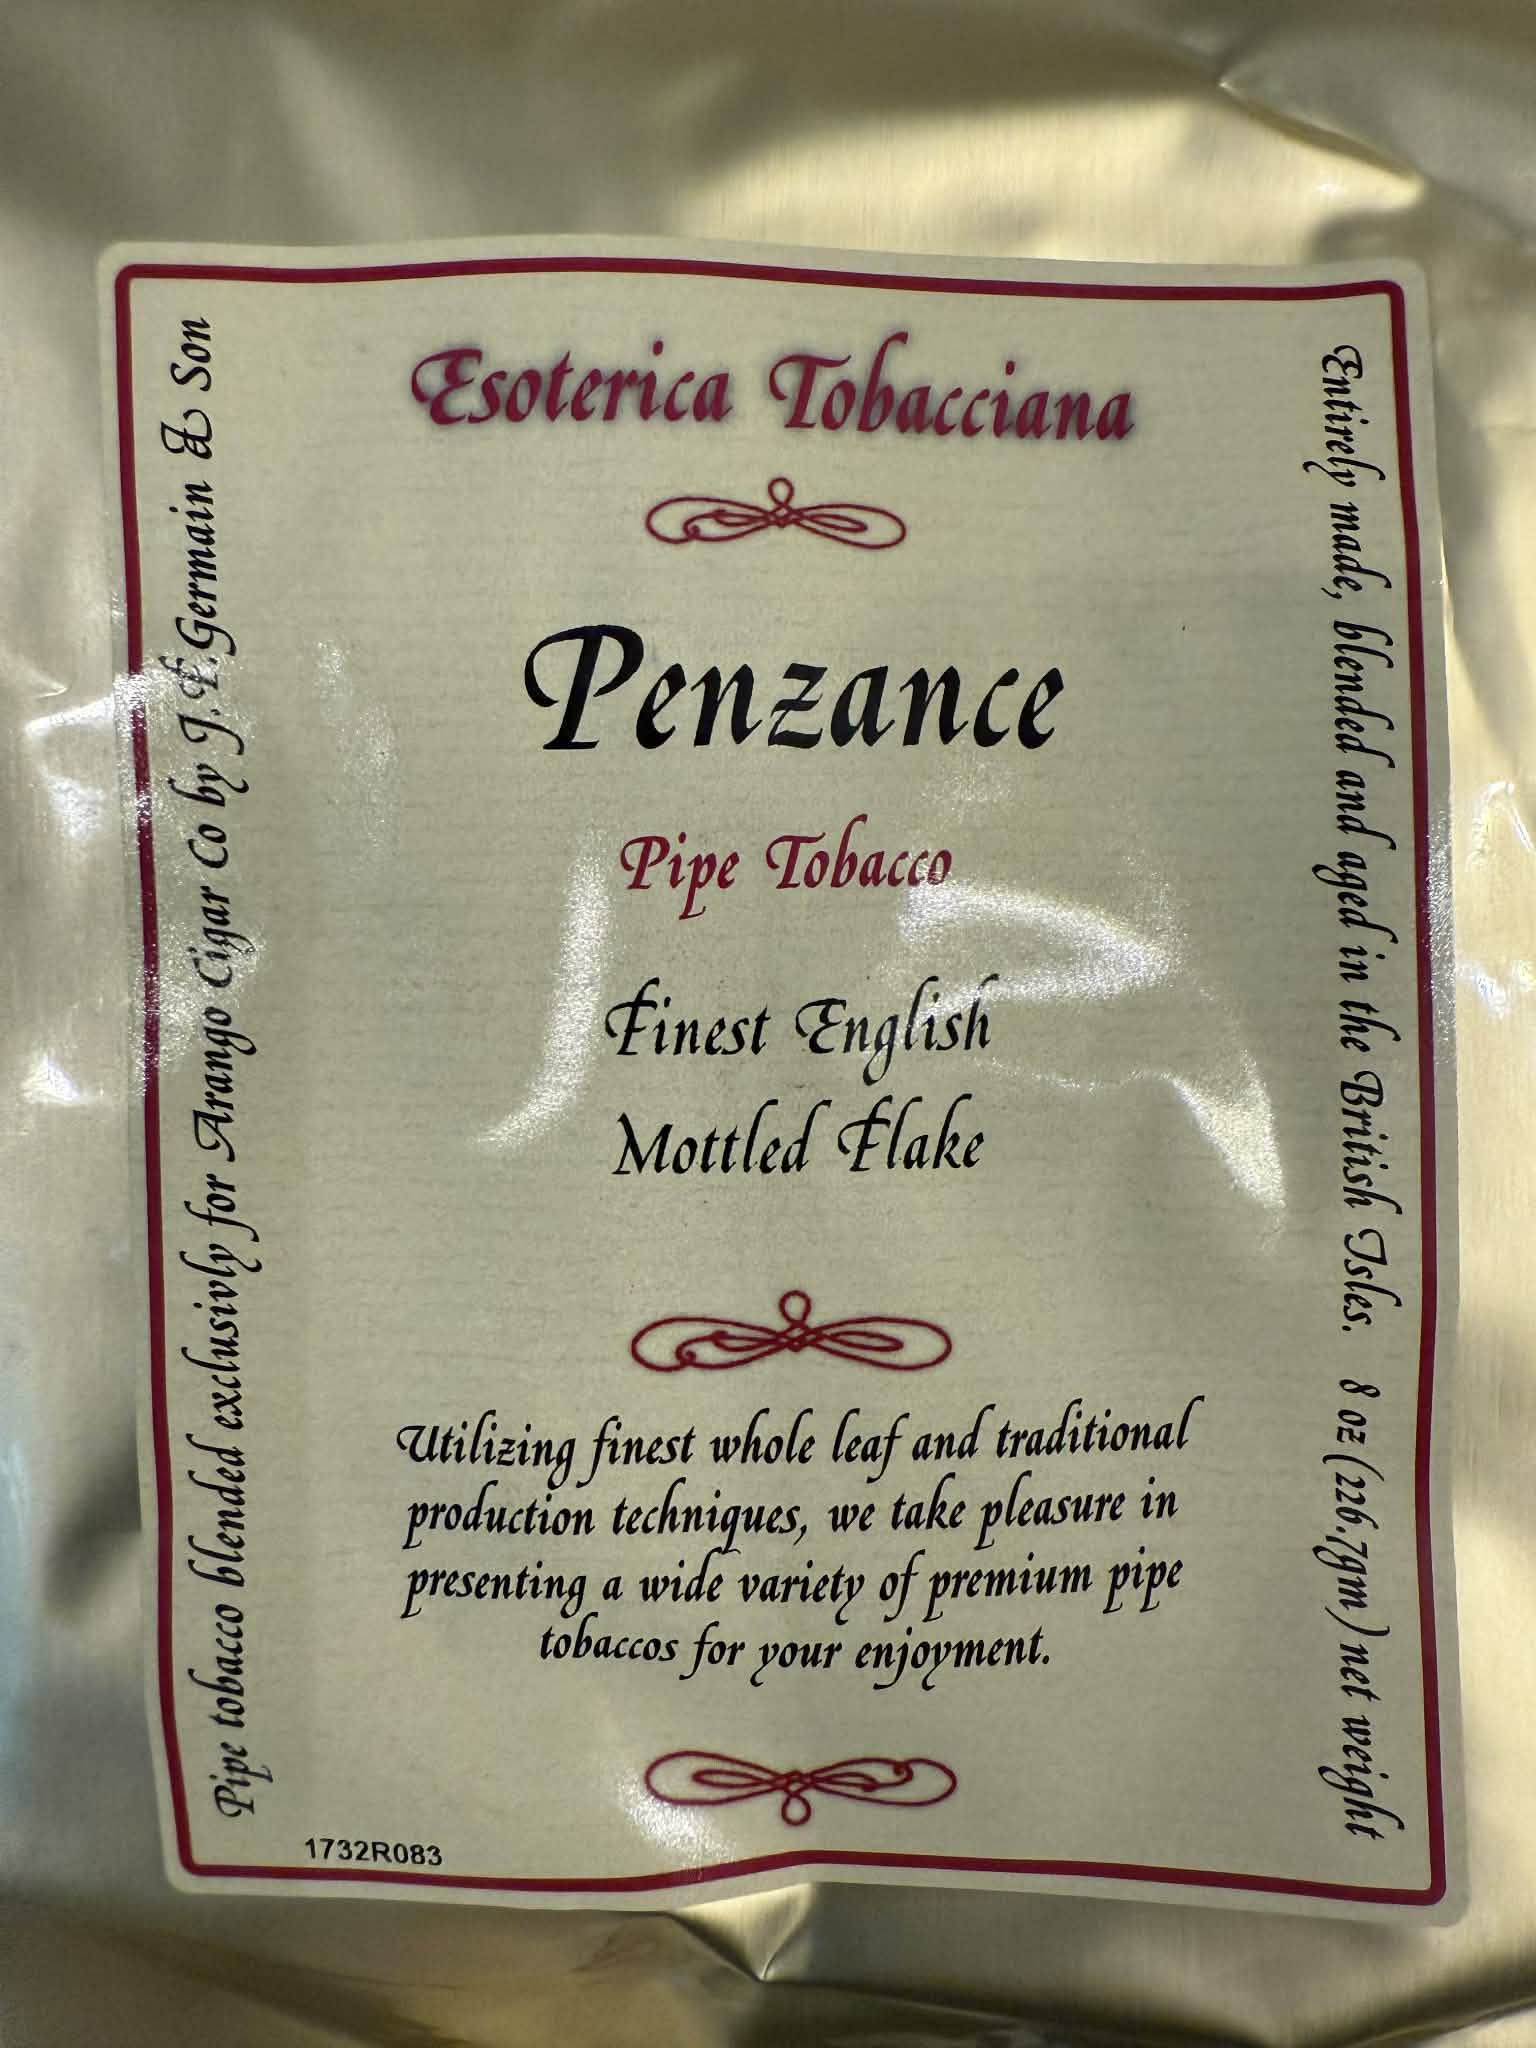 Esoterica Tobacciana
Penzance
Pipe Tobacco
Finest English
Mottled Flake
Utilizing finest whole leaf and traditional
production techniques, we take pleasure in
presenting a wide variety of premium pipe
tobaccos for your enjoyment.
1732R083
Pipe tobacco blended exclusivly for Arango Cigar Co by J.F.Germain & Son
Entirely made, blended and aged in the British Isles. 8 oz (226.7gm) net weight